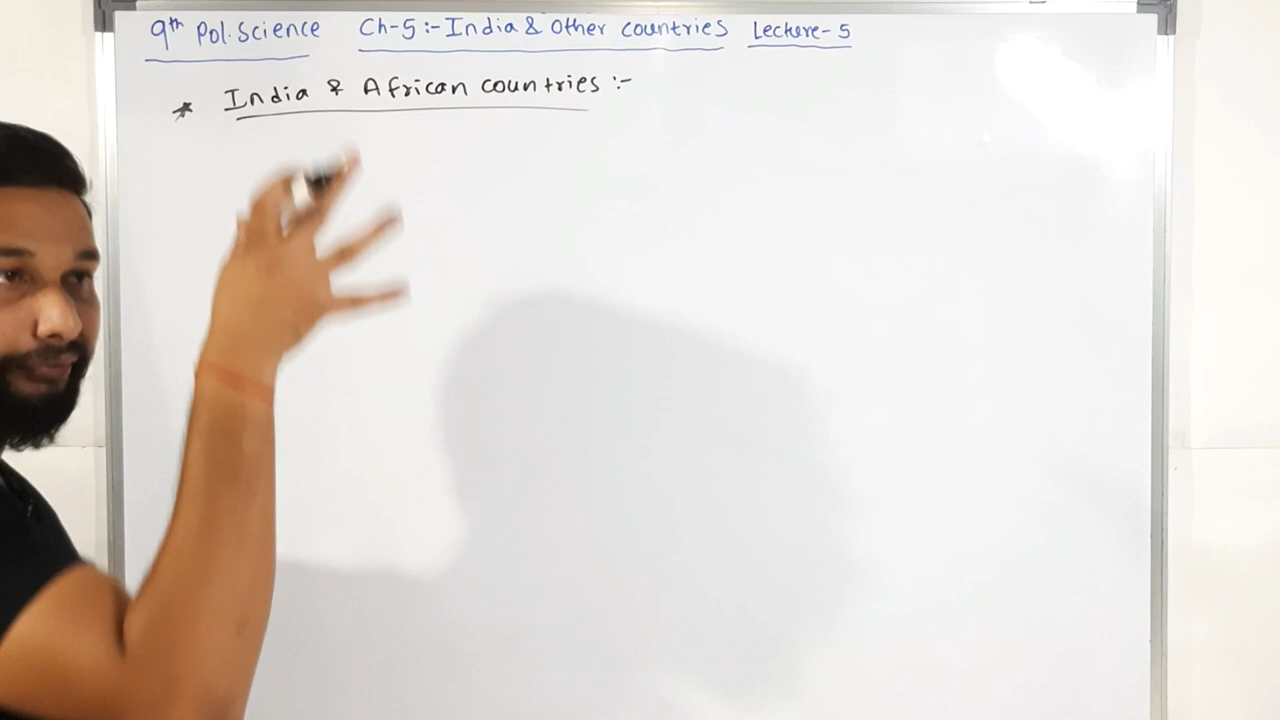 9th Pol. Science Ch-5 :- India & Other countries Lecture- 5
* India & African countries :-